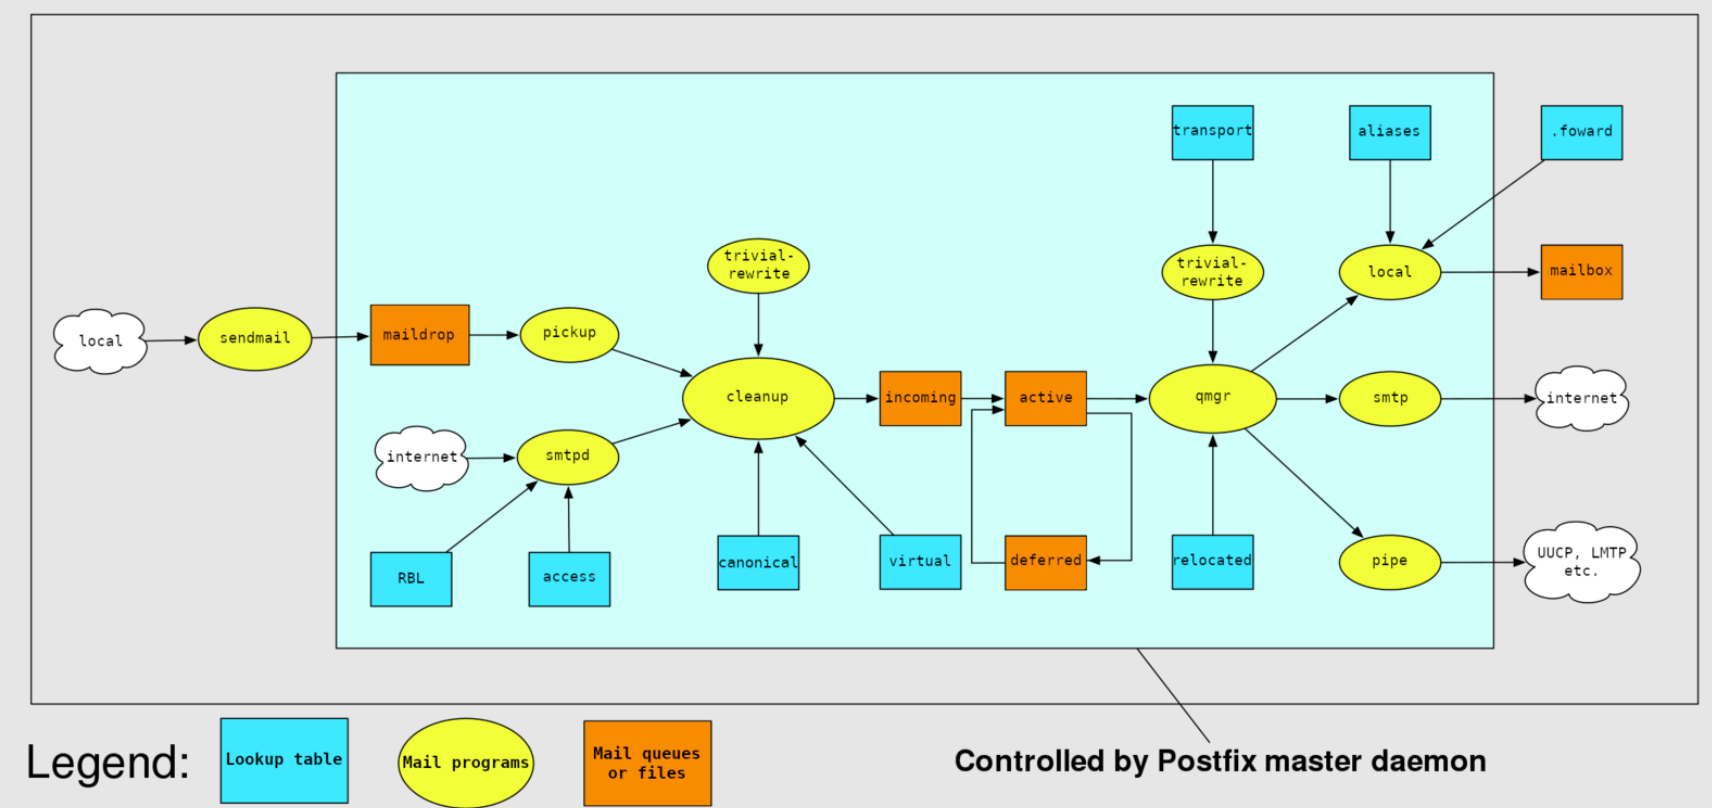 transport
aliases
.foward
trivial-
rewrite
trivial-
rewrite
local
mailbox
local
sendmail
maildrop
pickup
cleanup
incoming
active
qmgr
smtp
internet
internet
smtpd
RBL
access
canonical
virtual
deferred
relocated
pipe
UUCP, LMTP
etc.
Legend:
Lookup table
Mail programs
Mail queues
or files
Controlled by Postfix master daemon